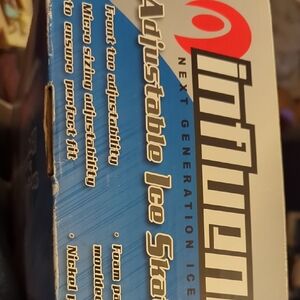 influen
NEXT GENERATION ICE
Adjustable Ice Ska
• Front toe adjustability
• Micro sizing adjustability
to ensure perfect fit
• Foam pa
• Nickel